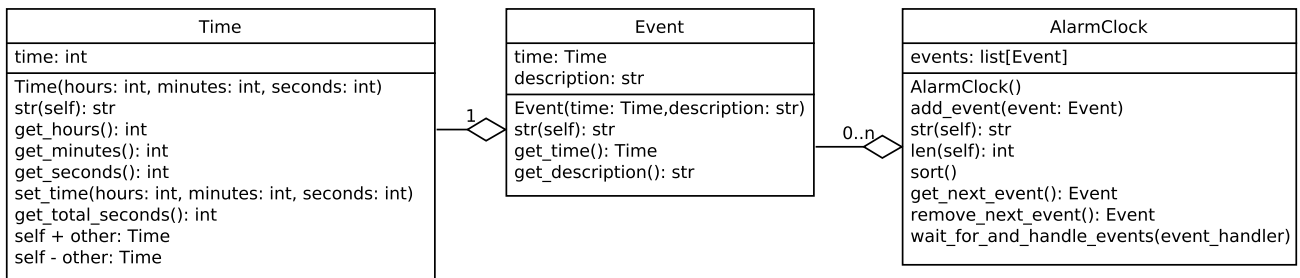 Time
time: int
Time(hours: int, minutes: int, seconds: int)
str(self): str
get_hours(): int
get_minutes(): int
get_seconds(): int
set_time(hours: int, minutes: int, seconds: int)
get_total_seconds(): int
self + other: Time
self - other: Time
1
Event
time: Time
description: str
Event(time: Time,description: str)
str(self): str
get_time(): Time
get_description(): str
0..n
AlarmClock
events: list[Event]
AlarmClock()
add_event(event: Event)
str(self): str
len(self): int
sort()
get_next_event(): Event
remove_next_event(): Event
wait_for_and_handle_events(event_handler)